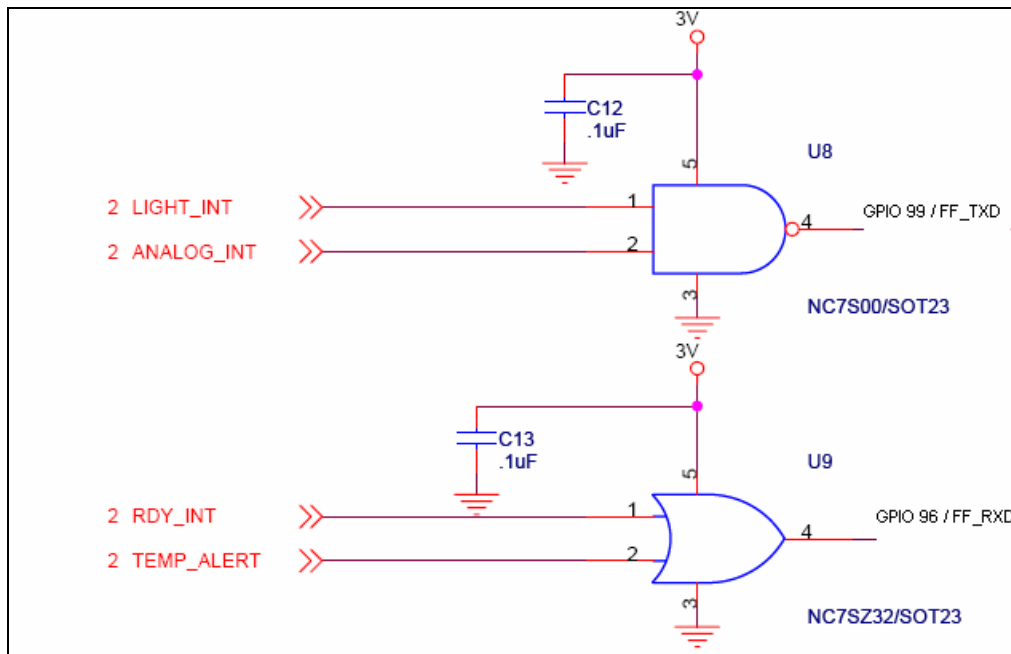 3V
C12
.1uF
U8
5
2 LIGHT_INT
1
2 ANALOG_INT
2
4
GPIO 99 / FF_TXD
3
NC7S00/SOT23
3V
C13
.1uF
U9
5
2 RDY_INT
1
2 TEMP_ALERT
2
4
GPIO 96 / FF_RXD
3
NC7SZ32/SOT23